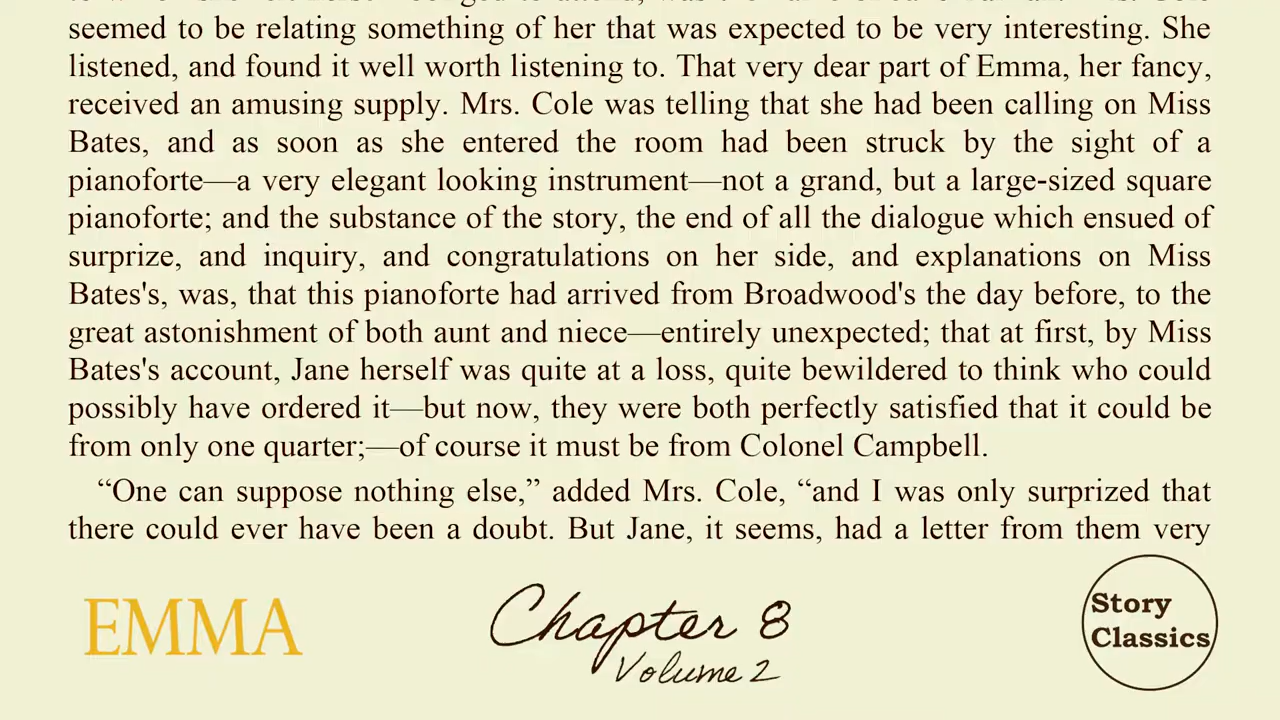 seemed to be relating something of her that was expected to be very interesting. She
listened, and found it well worth listening to. That very dear part of Emma, her fancy,
received an amusing supply. Mrs. Cole was telling that she had been calling on Miss
Bates, and as soon as she entered the room had been struck by the sight of a
pianoforte—a very elegant looking instrument—not a grand, but a large-sized square
pianoforte; and the substance of the story, the end of all the dialogue which ensued of
surprize, and inquiry, and congratulations on her side, and explanations on Miss
Bates's, was, that this pianoforte had arrived from Broadwood's the day before, to the
great astonishment of both aunt and niece—entirely unexpected; that at first, by Miss
Bates's account, Jane herself was quite at a loss, quite bewildered to think who could
possibly have ordered it—but now, they were both perfectly satisfied that it could be
from only one quarter;—of course it must be from Colonel Campbell.
“One can suppose nothing else,” added Mrs. Cole, “and I was only surprized that
there could ever have been a doubt. But Jane, it seems, had a letter from them very
EMMA
Chapter 8
Volume 2
Story
Classics